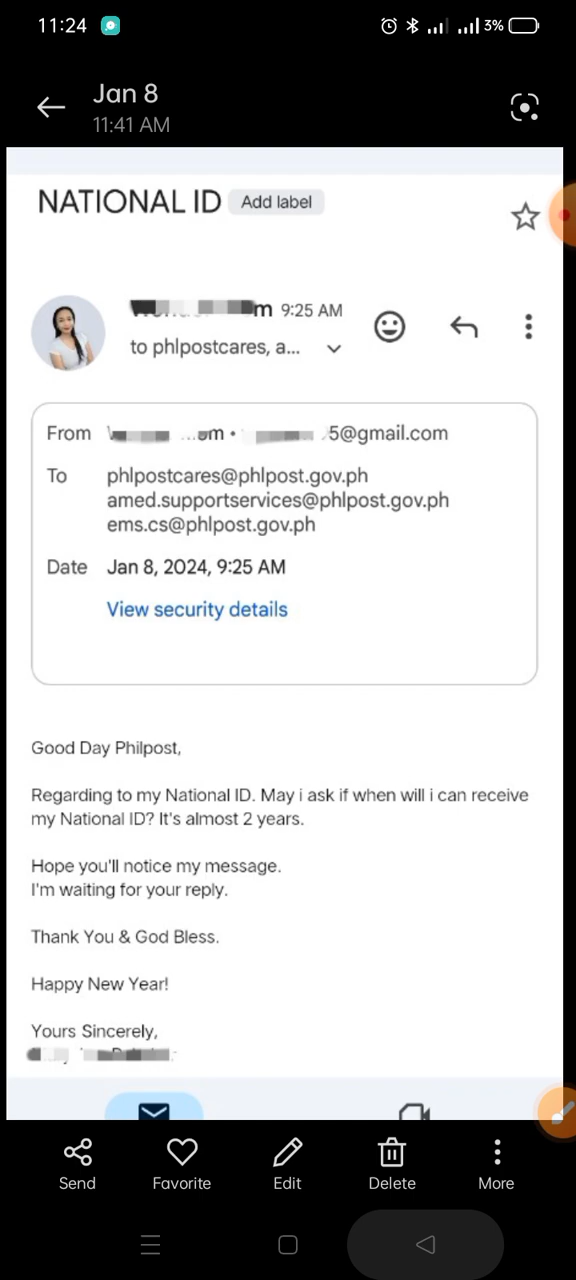 11:24
3%
Jan 8
11:41 AM
NATIONAL ID Add label
9:25 AM
to phlpostcares, a...
From 5@gmail.com
To phlpostcares@phlpost.gov.ph
amed.supportservices@phlpost.gov.ph
ems.cs@phlpost.gov.ph
Date Jan 8, 2024, 9:25 AM
View security details
Good Day Philpost,
Regarding to my National ID. May i ask if when will i can receive
my National ID? It's almost 2 years.
Hope you'll notice my message.
I'm waiting for your reply.
Thank You & God Bless.
Happy New Year!
Yours Sincerely,
Send Favorite Edit Delete More